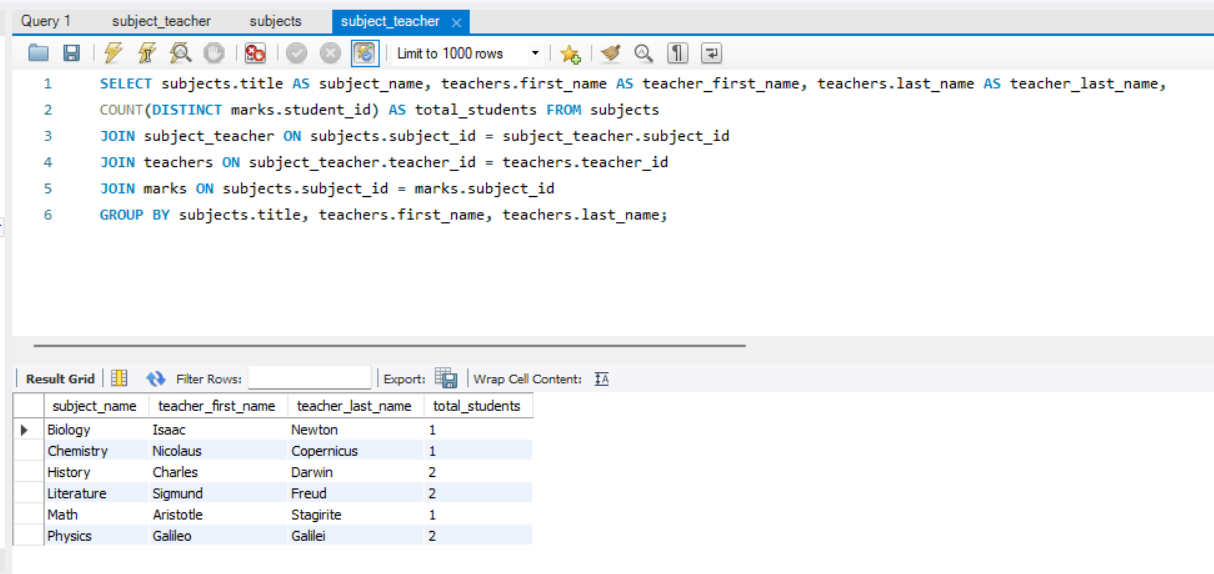 Query 1 subject_teacher subjects subject_teacher
Limit to 1000 rows
1 SELECT subjects.title AS subject_name, teachers.first_name AS teacher_first_name, teachers.last_name AS teacher_last_name,
2 COUNT(DISTINCT marks.student_id) AS total_students FROM subjects
3 JOIN subject_teacher ON subjects.subject_id = subject_teacher.subject_id
4 JOIN teachers ON subject_teacher.teacher_id = teachers.teacher_id
5 JOIN marks ON subjects.subject_id = marks.subject_id
6 GROUP BY subjects.title, teachers.first_name, teachers.last_name;
Result Grid Filter Rows: Export: Wrap Cell Content:
subject_name teacher_first_name teacher_last_name total_students
Biology Isaac Newton 1
Chemistry Nicolaus Copernicus 1
History Charles Darwin 2
Literature Sigmund Freud 2
Math Aristotle Stagirite 1
Physics Galileo Galilei 2